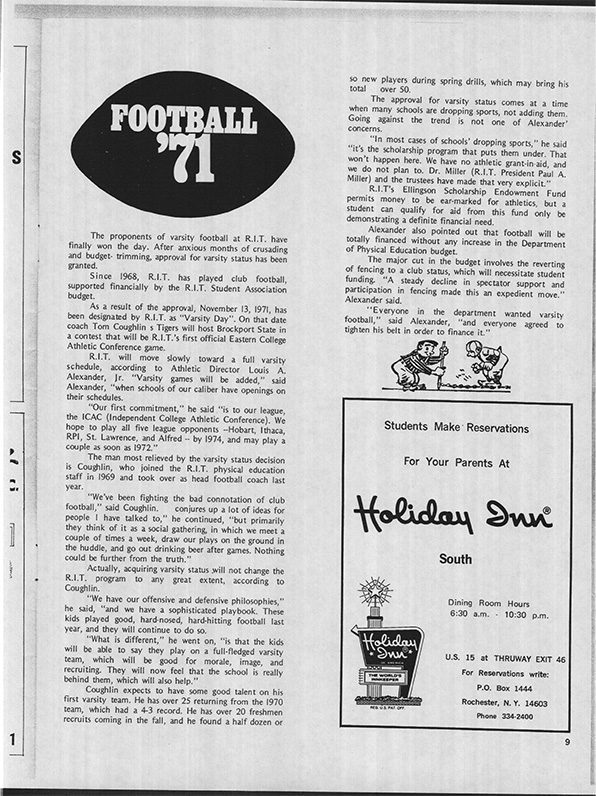 S
1
FOOTBALL
'71
The proponents of varsity football at R.I.T. have
finally won the day. After anxious months of crusading
and budget- trimming, approval for varsity status has been
granted.
Since 1968, R.I.T. has played club football,
supported financially by the R.I.T. Student Association
budget.
As a result of the approval, November 13, 1971, has
been designated by R.I.T. as "Varsity Day". On that date
coach Tom Coughlin s Tigers will host Brockport State in
a contest that will be R.I.T.'s first official Eastern College
Athletic Conference game.
R.I.T. will move slowly toward a full varsity
schedule, according to Athletic Director Louis A.
Alexander, Jr. "Varsity games will be added," said
Alexander, "when schools of our caliber have openings on
their schedules.
"Our first commitment," he said "is to our league,
the ICAC (Independent College Athletic Conference). We
hope to play all five league opponents --Hobart, Ithaca,
RPI, St. Lawrence, and Alfred -- by 1974, and may play a
couple as soon as 1972."
The man most relieved by the varsity status decision
is Coughlin, who joined the R.I.T. physical education
staff in 1969 and took over as head football coach last
year.
"We've been fighting the bad connotation of club
football," said Coughlin. conjures up a lot of ideas for
people I have talked to," he continued, "but primarily
they think of it as a social gathering, in which we meet a
couple of times a week, draw our plays on the ground in
the huddle, and go out drinking beer after games. Nothing
could be further from the truth."
Actually, acquiring varsity status will not change the
R.I.T. program to any great extent, according to
Coughlin.
"We have our offensive and defensive philosophies,"
he said, "and we have a sophisticated playbook. These
kids played good, hard-nosed, hard-hitting football last
year, and they will continue to do so.
"What is different," he went on, "is that the kids
will be able to say they play on a full-fledged varsity
team, which will be good for morale, image, and
recruiting. They will now feel that the school is really
behind them, which will also help."
Coughlin expects to have some good talent on his
first varsity team. He has over 25 returning from the 1970
team, which had a 4-3 record. He has over 20 freshmen
recruits coming in the fall, and he found a half dozen or
so new players during spring drills, which may bring his
total over 50.
The approval for varsity status comes at a time
when many schools are dropping sports, not adding them.
Going against the trend is not one of Alexander'
concerns.
"In most cases of schools' dropping sports," he said
"it's the scholarship program that puts them under. That
won't happen here. We have no athletic grant-in-aid, and
we do not plan to. Dr. Miller (R.I.T. President Paul A.
Miller) and the trustees have made that very explicit."
R.I.T.'s Ellingson Scholarship Endowment Fund
permits money to be ear-marked for athletics, but a
student can qualify for aid from this fund only be
demonstrating a definite financial need.
Alexander also pointed out that football will be
totally financed without any increase in the Department
of Physical Education budget.
The major cut in the budget involves the reverting
of fencing to a club status, which will necessitate student
funding. "A steady decline in spectator support and
participation in fencing made this an expedient move."
Alexander said.
"Everyone in the department wanted varsity
football," said Alexander, "and everyone agreed to
tighten his belt in order to finance it."
Students Make Reservations
For Your Parents At
Holiday Inn®
South
Dining Room Hours
6:30 a.m. - 10:30 p.m.
Holiday
Inn
OF AMERICA
THE WORLD'S
INNKEEPER
REG. U.S. PAT. OFF.
U.S. 15 at THRUWAY EXIT 46
For Reservations write:
P.O. Box 1444
Rochester, N. Y. 14603
Phone 334-2400
9